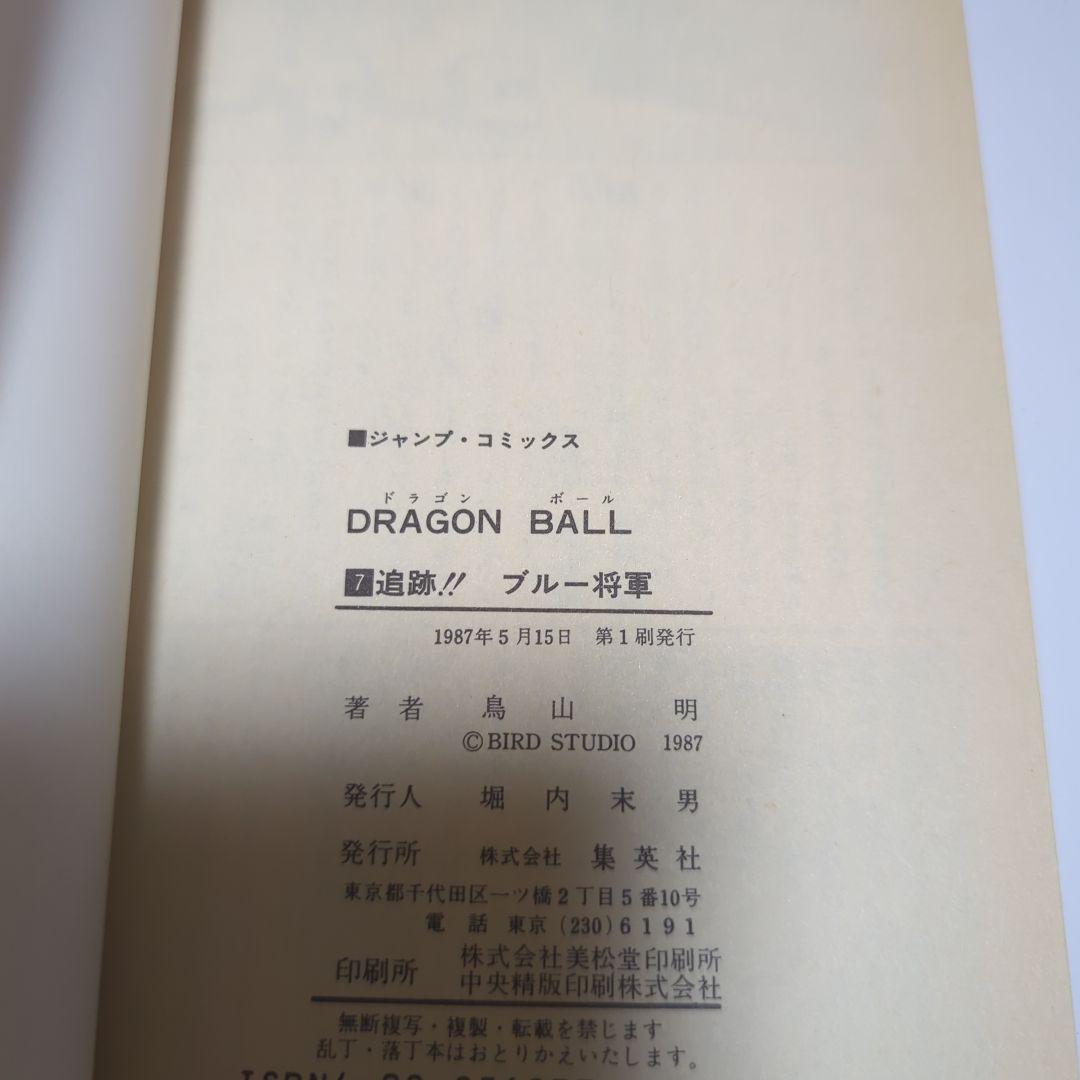 ■ジャンプ・コミックス
ドラゴン ボール
DRAGON BALL
7追跡!! ブルー将軍
1987年5月15日 第1刷発行
著者 鳥山 明
©BIRD STUDIO 1987
発行人 堀内末男
発行所 株式会社 集英社
東京都千代田区一ツ橋2丁目5番10号
電話 東京(230)6191
印刷所 株式会社美松堂印刷所
中央精版印刷株式会社
無断複写・複製・転載を禁じます
乱丁・落丁本はおとりかえいたします。